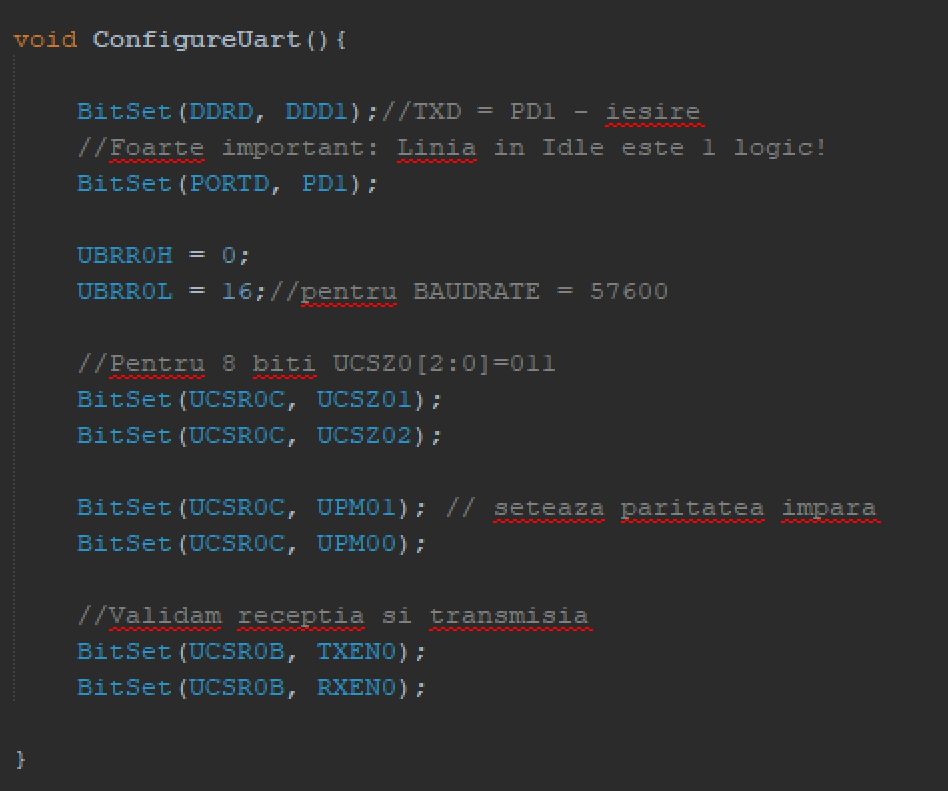 void ConfigureUart(){
BitSet(DDRD, DDD1);//TXD = PD1 - iesire
//Foarte important: Linia in Idle este 1 logic!
BitSet(PORTD, PD1);
UBRR0H = 0;
UBRR0L = 16;//pentru BAUDRATE = 57600
//Pentru 8 biti UCSZ0[2:0]=011
BitSet(UCSR0C, UCSZ01);
BitSet(UCSR0C, UCSZ02);
BitSet(UCSR0C, UPM01); // seteaza paritatea impara
BitSet(UCSR0C, UPM00);
//Validam receptia si transmisia
BitSet(UCSR0B, TXEN0);
BitSet(UCSR0B, RXEN0);
}